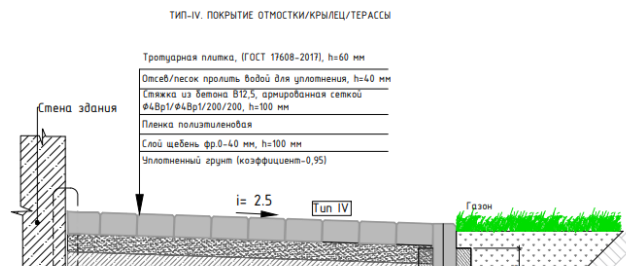 ТИП-IV. ПОКРЫТИЕ ОТМОСТКИ/КРЫЛЕЦ/ТЕРАССЫ
Тротуарная плитка, (ГОСТ 17608-2017), h=60 мм
Отсев/песок пролить водой для уплотнения, h=40 мм
Стяжка из бетона В12,5, армированная сеткой
Ф4Вр1/Ф4Вр1/200/200, h=100 мм
Пленка полиэтиленовая
Слой щебень фр.0-40 мм, h=100 мм
Уплотненный грунт (коэффициент-0,95)
Стена здания
i= 2.5
Тип IV
Газон